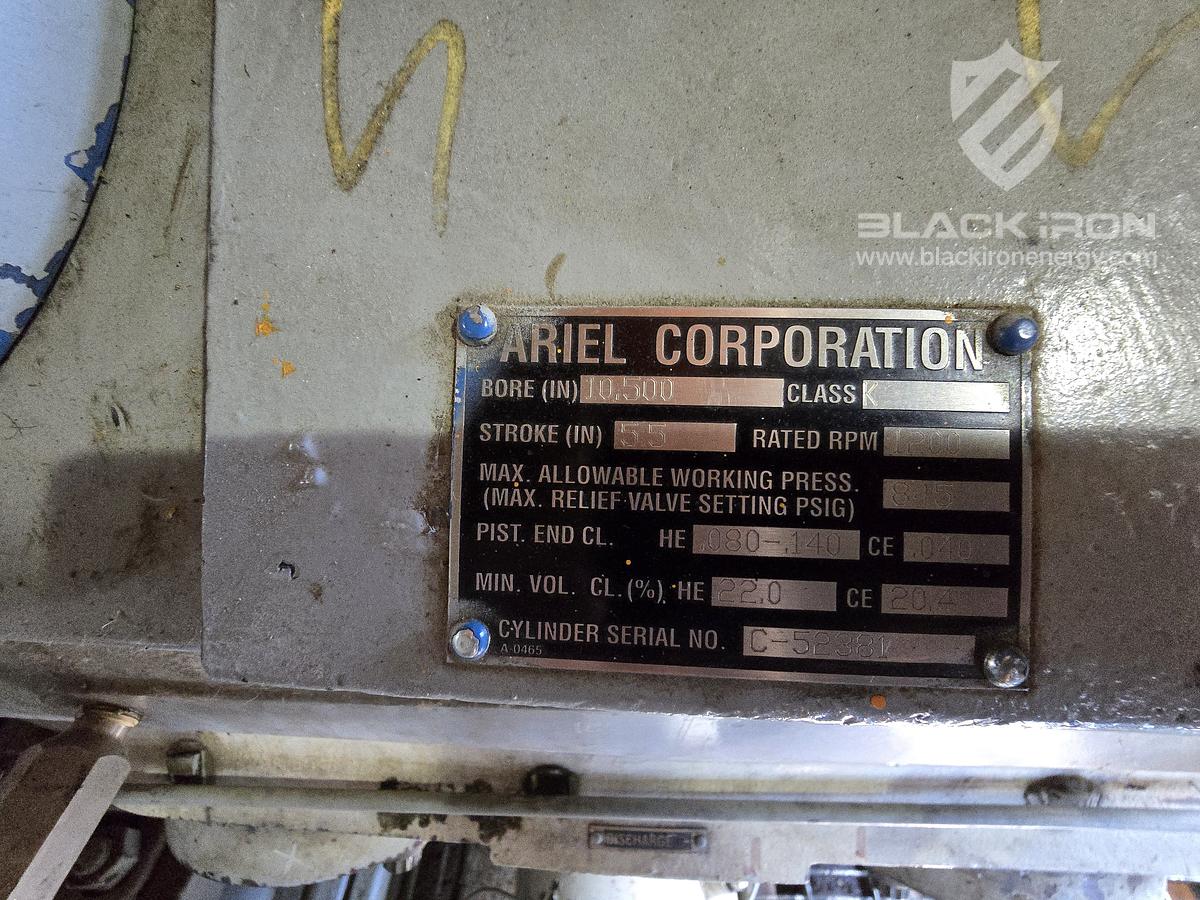 BLACK IRON
www.blackironenergy.com
ARIEL CORPORATION
BORE (IN) 10.500 CLASS K
STROKE (IN) 5.5 RATED RPM 1200
MAX. ALLOWABLE WORKING PRESS.
(MAX. RELIEF VALVE SETTING PSIG)
PIST. END CL. HE .080-.140 CE .040
MIN. VOL. CL. (%). HE 22.0 CE 20.4
CYLINDER SERIAL NO. C-52381
A-0465
DISCHARGE